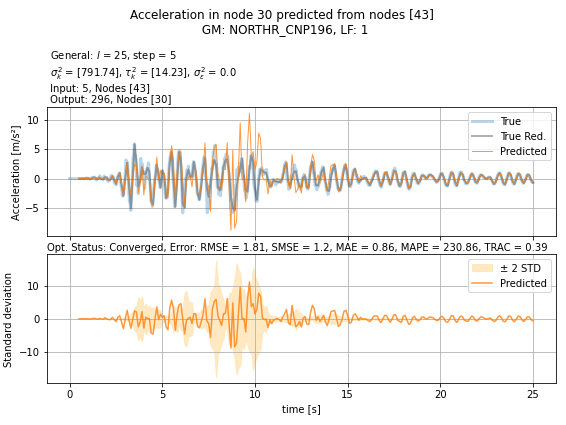 Acceleration in node 30 predicted from nodes [43]
GM: NORTHR_CNP196, LF: 1
General: l = 25, step = 5
σ²ₖ = [791.74], τ²ₖ = [14.23], σ²ε = 0.0
Input: 5, Nodes [43]
Output: 296, Nodes [30]
Acceleration [m/s²]
10
5
0
−5
True
True Red.
Predicted
Opt. Status: Converged, Error: RMSE = 1.81, SMSE = 1.2, MAE = 0.86, MAPE = 230.86, TRAC = 0.39
Standard deviation
10
0
−10
± 2 STD
Predicted
0 5 10 15 20 25
time [s]